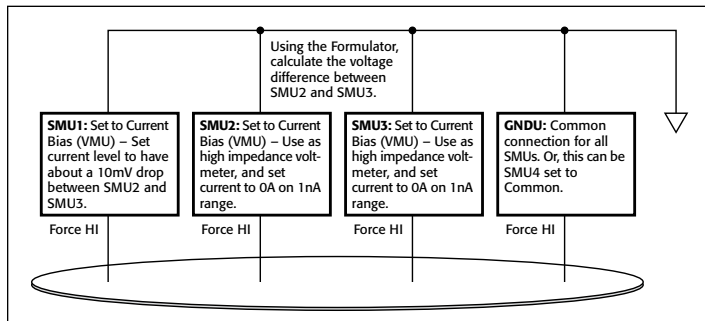 Using the Formulator,
calculate the voltage
difference between
SMU2 and SMU3.
SMU1: Set to Current
Bias (VMU) – Set
current level to have
about a 10mV drop
between SMU2 and
SMU3.
SMU2: Set to Current
Bias (VMU) – Use as
high impedance volt-
meter, and set
current to 0A on 1nA
range.
SMU3: Set to Current
Bias (VMU) – Use as
high impedance volt-
meter, and set
current to 0A on 1nA
range.
GNDU: Common
connection for all
SMUs. Or, this can be
SMU4 set to
Common.
Force HI
Force HI
Force HI
Force HI